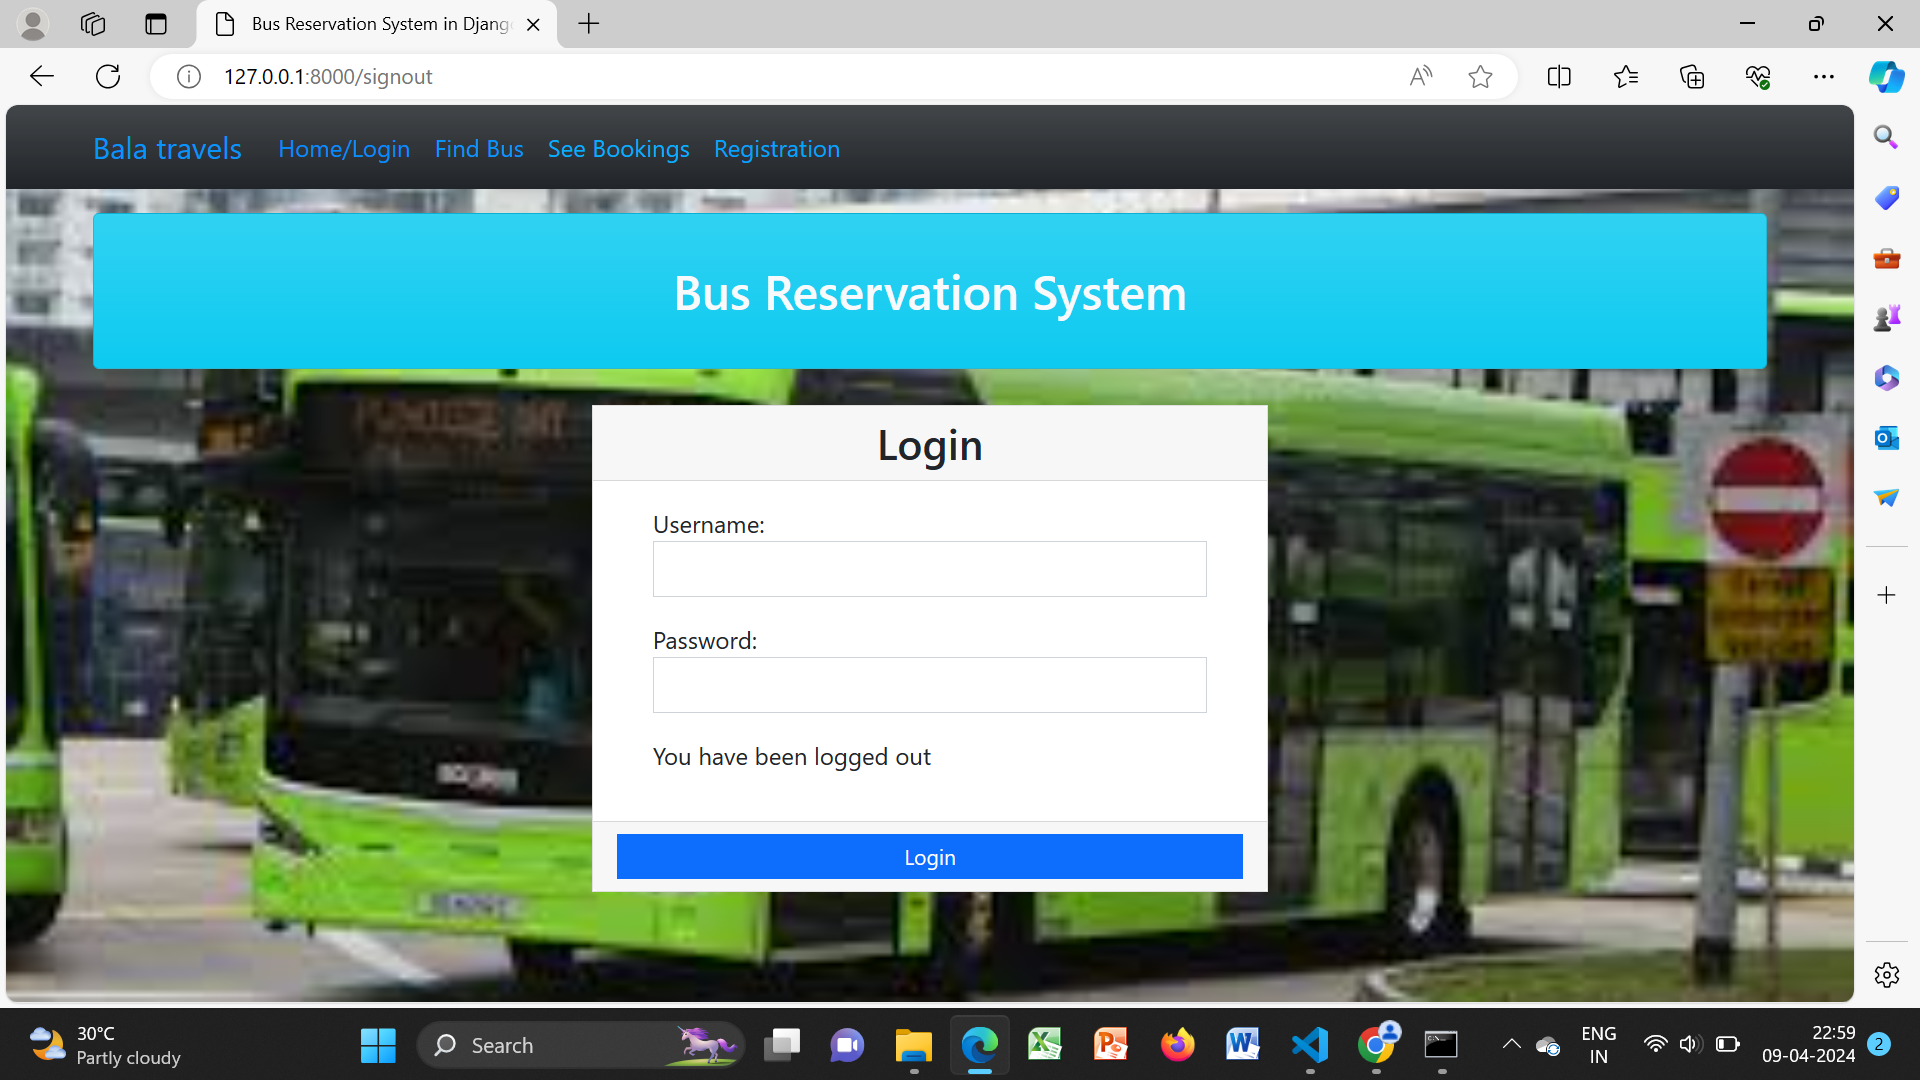 Bus Reservation System in Djang
127.0.0.1:8000/signout
Bala travels Home/Login Find Bus See Bookings Registration
Bus Reservation System
Login
Username:
Password:
You have been logged out
Login
30°C
Partly cloudy
Search
ENG
IN
22:59
09-04-2024
2